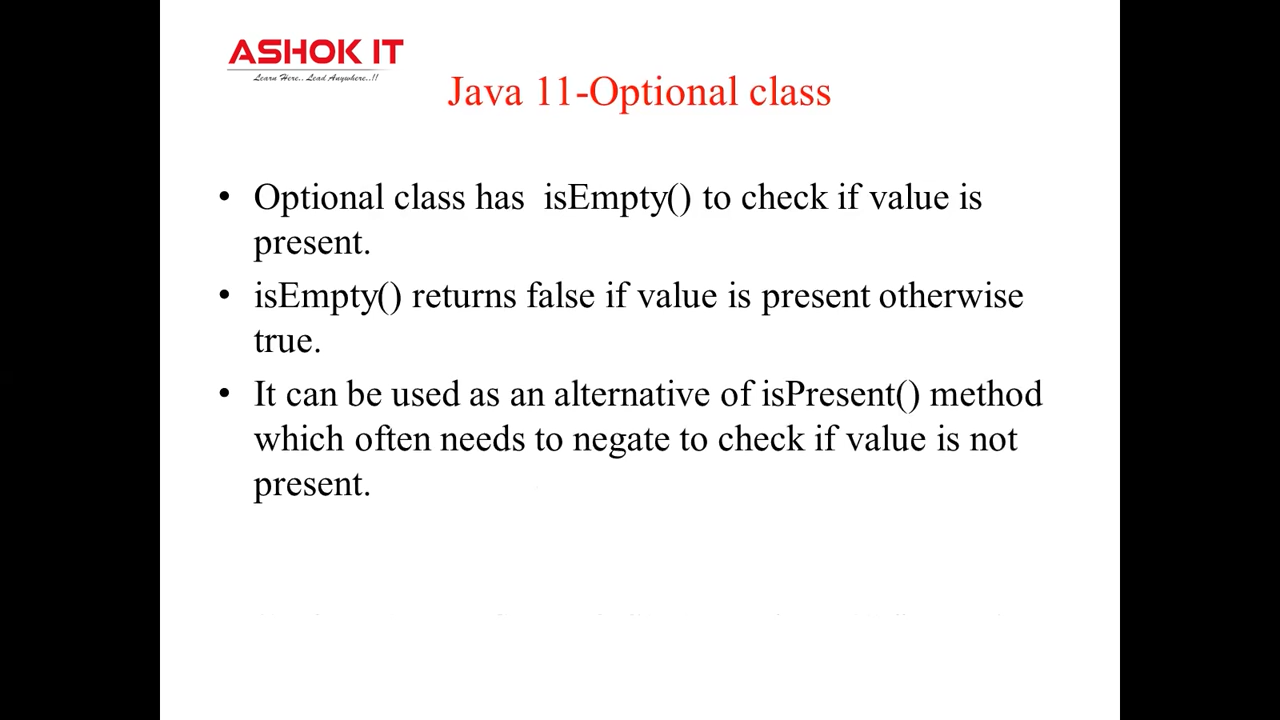 ASHOK IT
Learn Here.. Lead Anywhere..!!
Java 11-Optional class
• Optional class has isEmpty() to check if value is
present.
• isEmpty() returns false if value is present otherwise
true.
• It can be used as an alternative of isPresent() method
which often needs to negate to check if value is not
present.